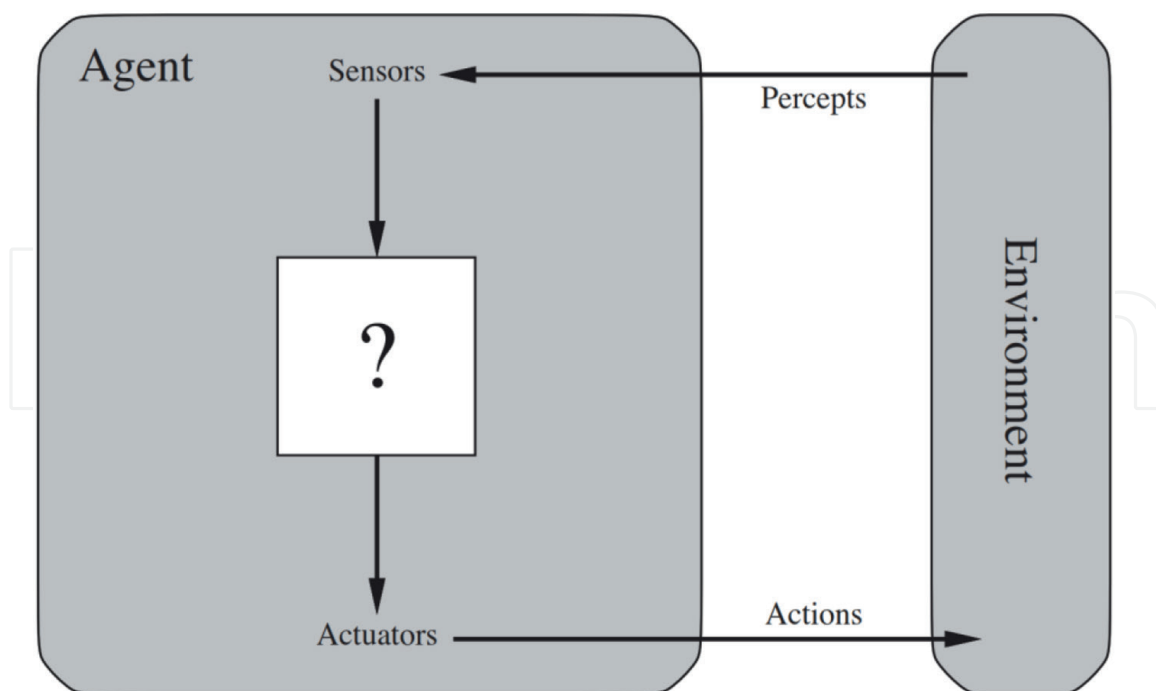 Agent
Sensors
Percepts
?
Environment
Actions
Actuators